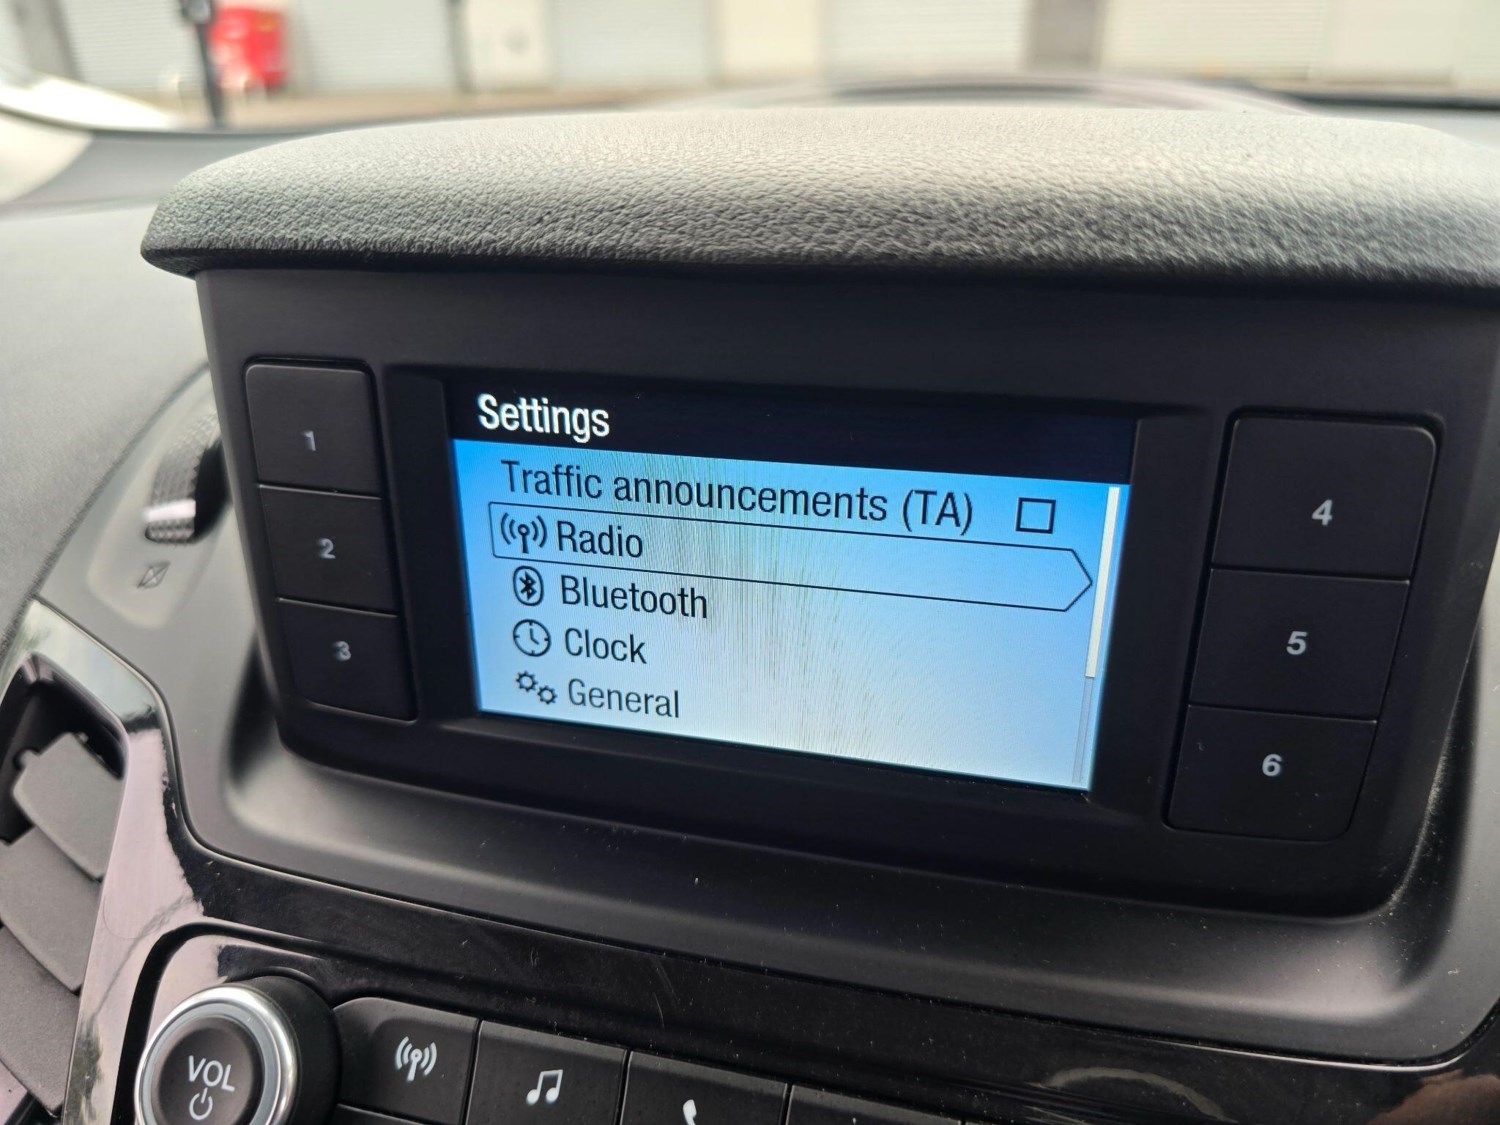 Settings
Traffic announcements (TA)
Radio
Bluetooth
Clock
General
1
2
3
4
5
6
VOL